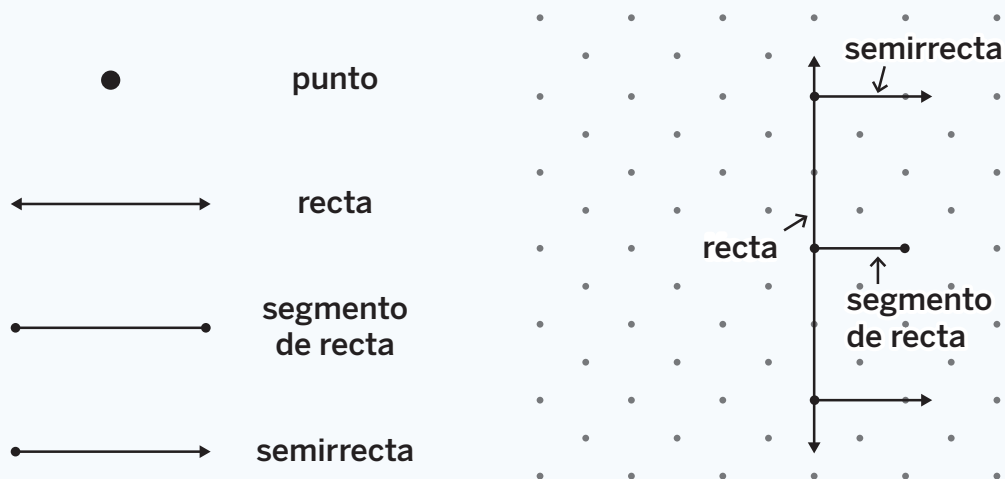 punto
recta
segmento
de recta
semirrecta
semirrecta
recta
segmento
de recta